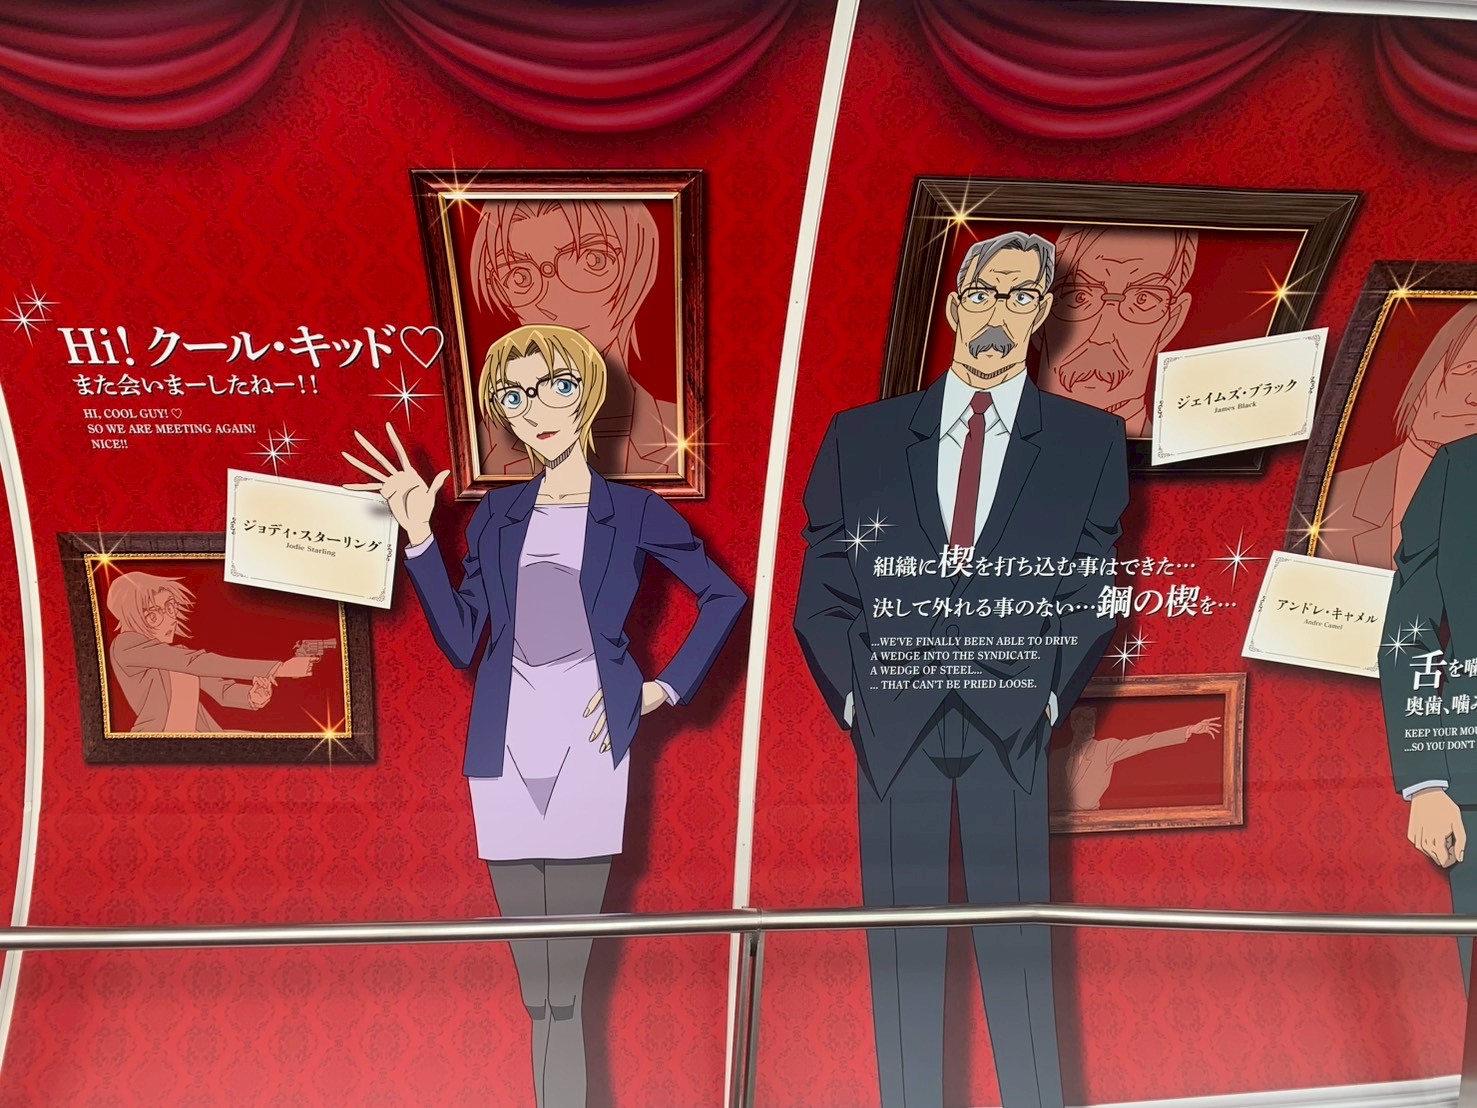 Hi! クール・キッド♡
また会いまーしたねー!!
HI, COOL GUY! ♡
SO WE ARE MEETING AGAIN!
NICE!!
ジョディ・スターリング
Jodie Starling
ジェイムズ・ブラック
James Black
組織に楔を打ち込む事はできた…
決して外れる事のない…鋼の楔を…
...WE'VE FINALLY BEEN ABLE TO DRIVE
A WEDGE INTO THE SYNDICATE.
A WEDGE OF STEEL...
... THAT CAN'T BE PRIED LOOSE.
アンドレ・キャメル
Andre Camel
舌を噛
奥歯、噛み
KEEP YOUR MOU
...SO YOU DON'T